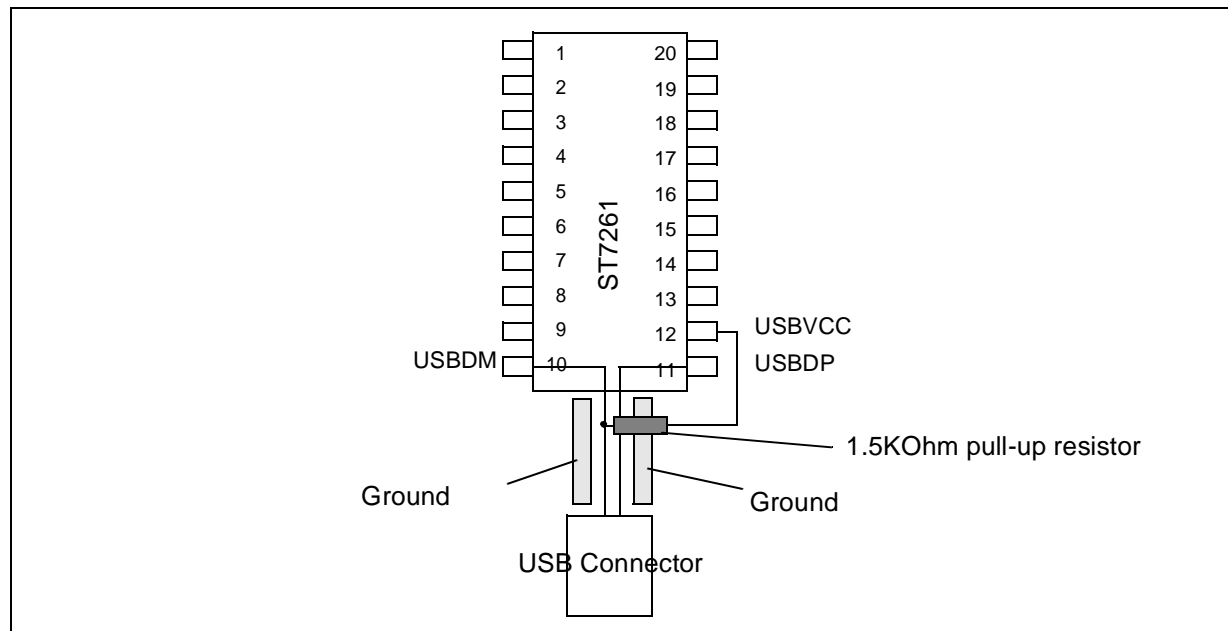 1 20
2 19
3 18
4 17
5 16
6 15
7 14
8 13
9 12 USBVCC
USBDM 10 11 USBDP
ST7261
1.5KOhm pull-up resistor
Ground Ground
USB Connector